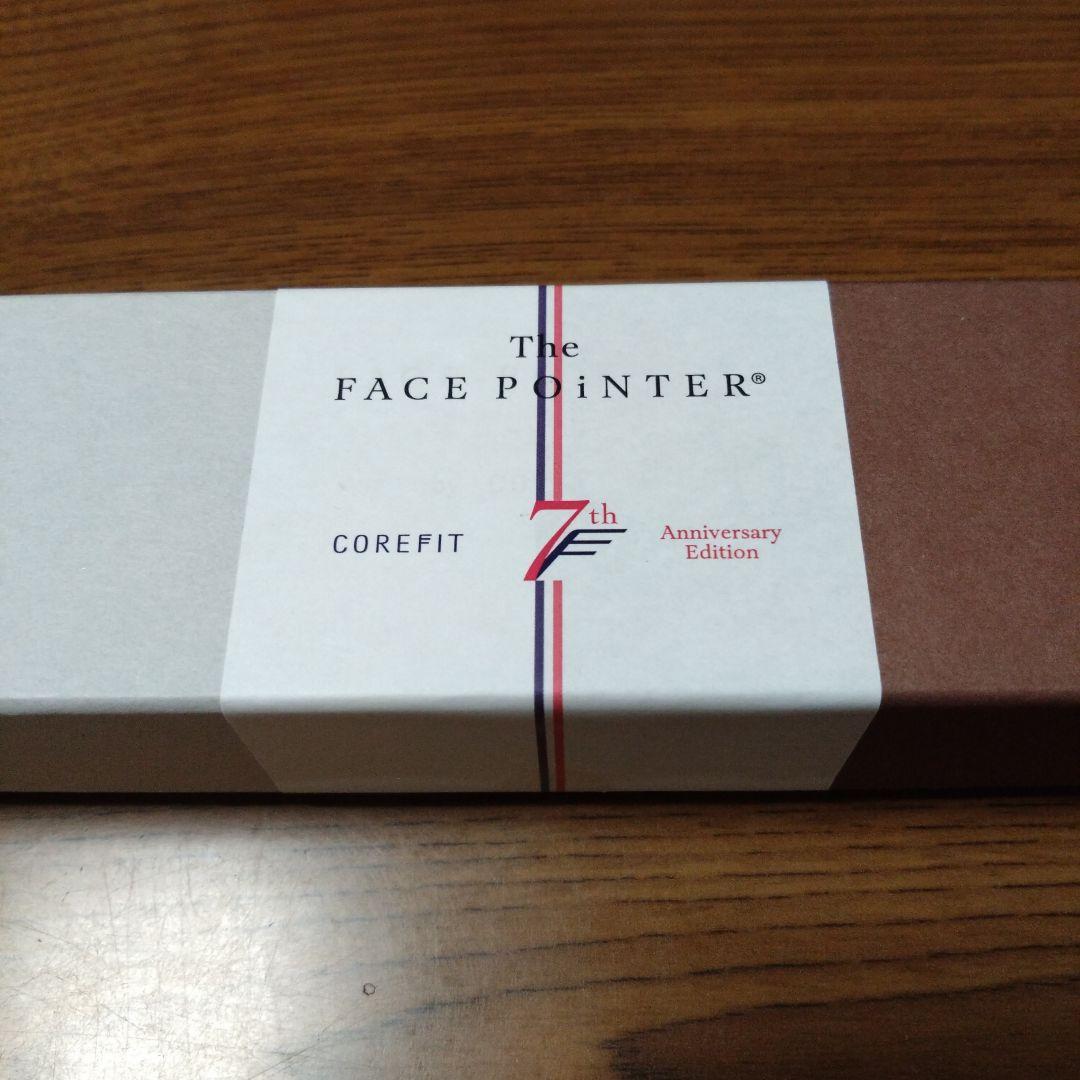 The
FACE POiNTER®
COREFIT
7th
Anniversary
Edition